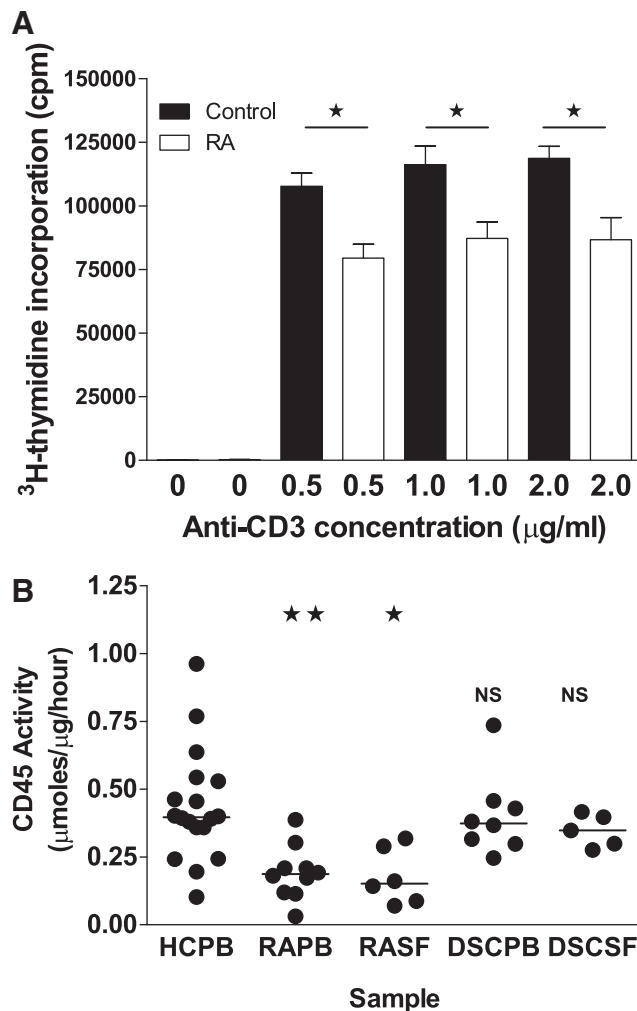 A
³H-thymidine incorporation (cpm)
150000
125000
100000
75000
50000
25000
0
Control
RA
★ ★ ★
0 0 0.5 0.5 1.0 1.0 2.0 2.0
Anti-CD3 concentration (μg/ml)
B
CD45 Activity
(μmoles/μg/hour)
1.25
1.00
0.75
0.50
0.25
0.00
★★ ★
NS NS
HCPB RAPB RASF DSCPB DSCSF
Sample